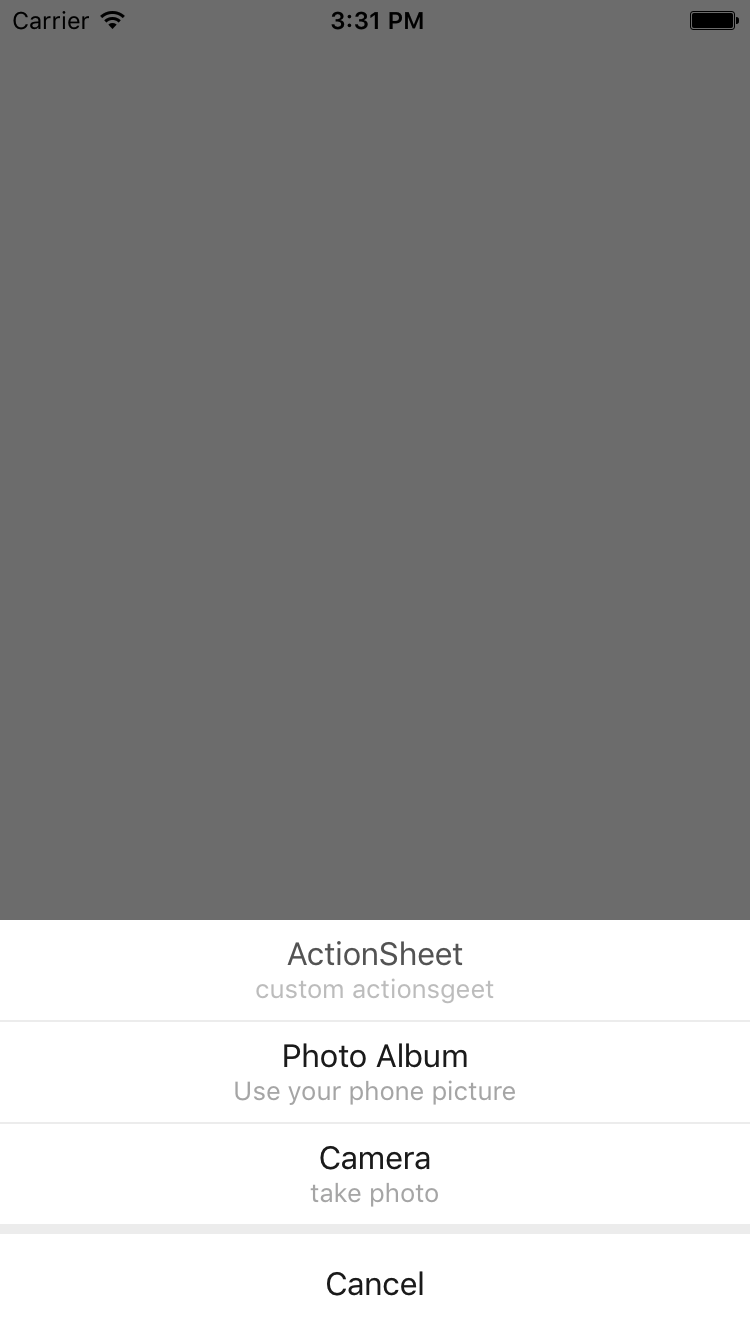 Carrier 3:31 PM
ActionSheet
custom actionsgeet
Photo Album
Use your phone picture
Camera
take photo
Cancel